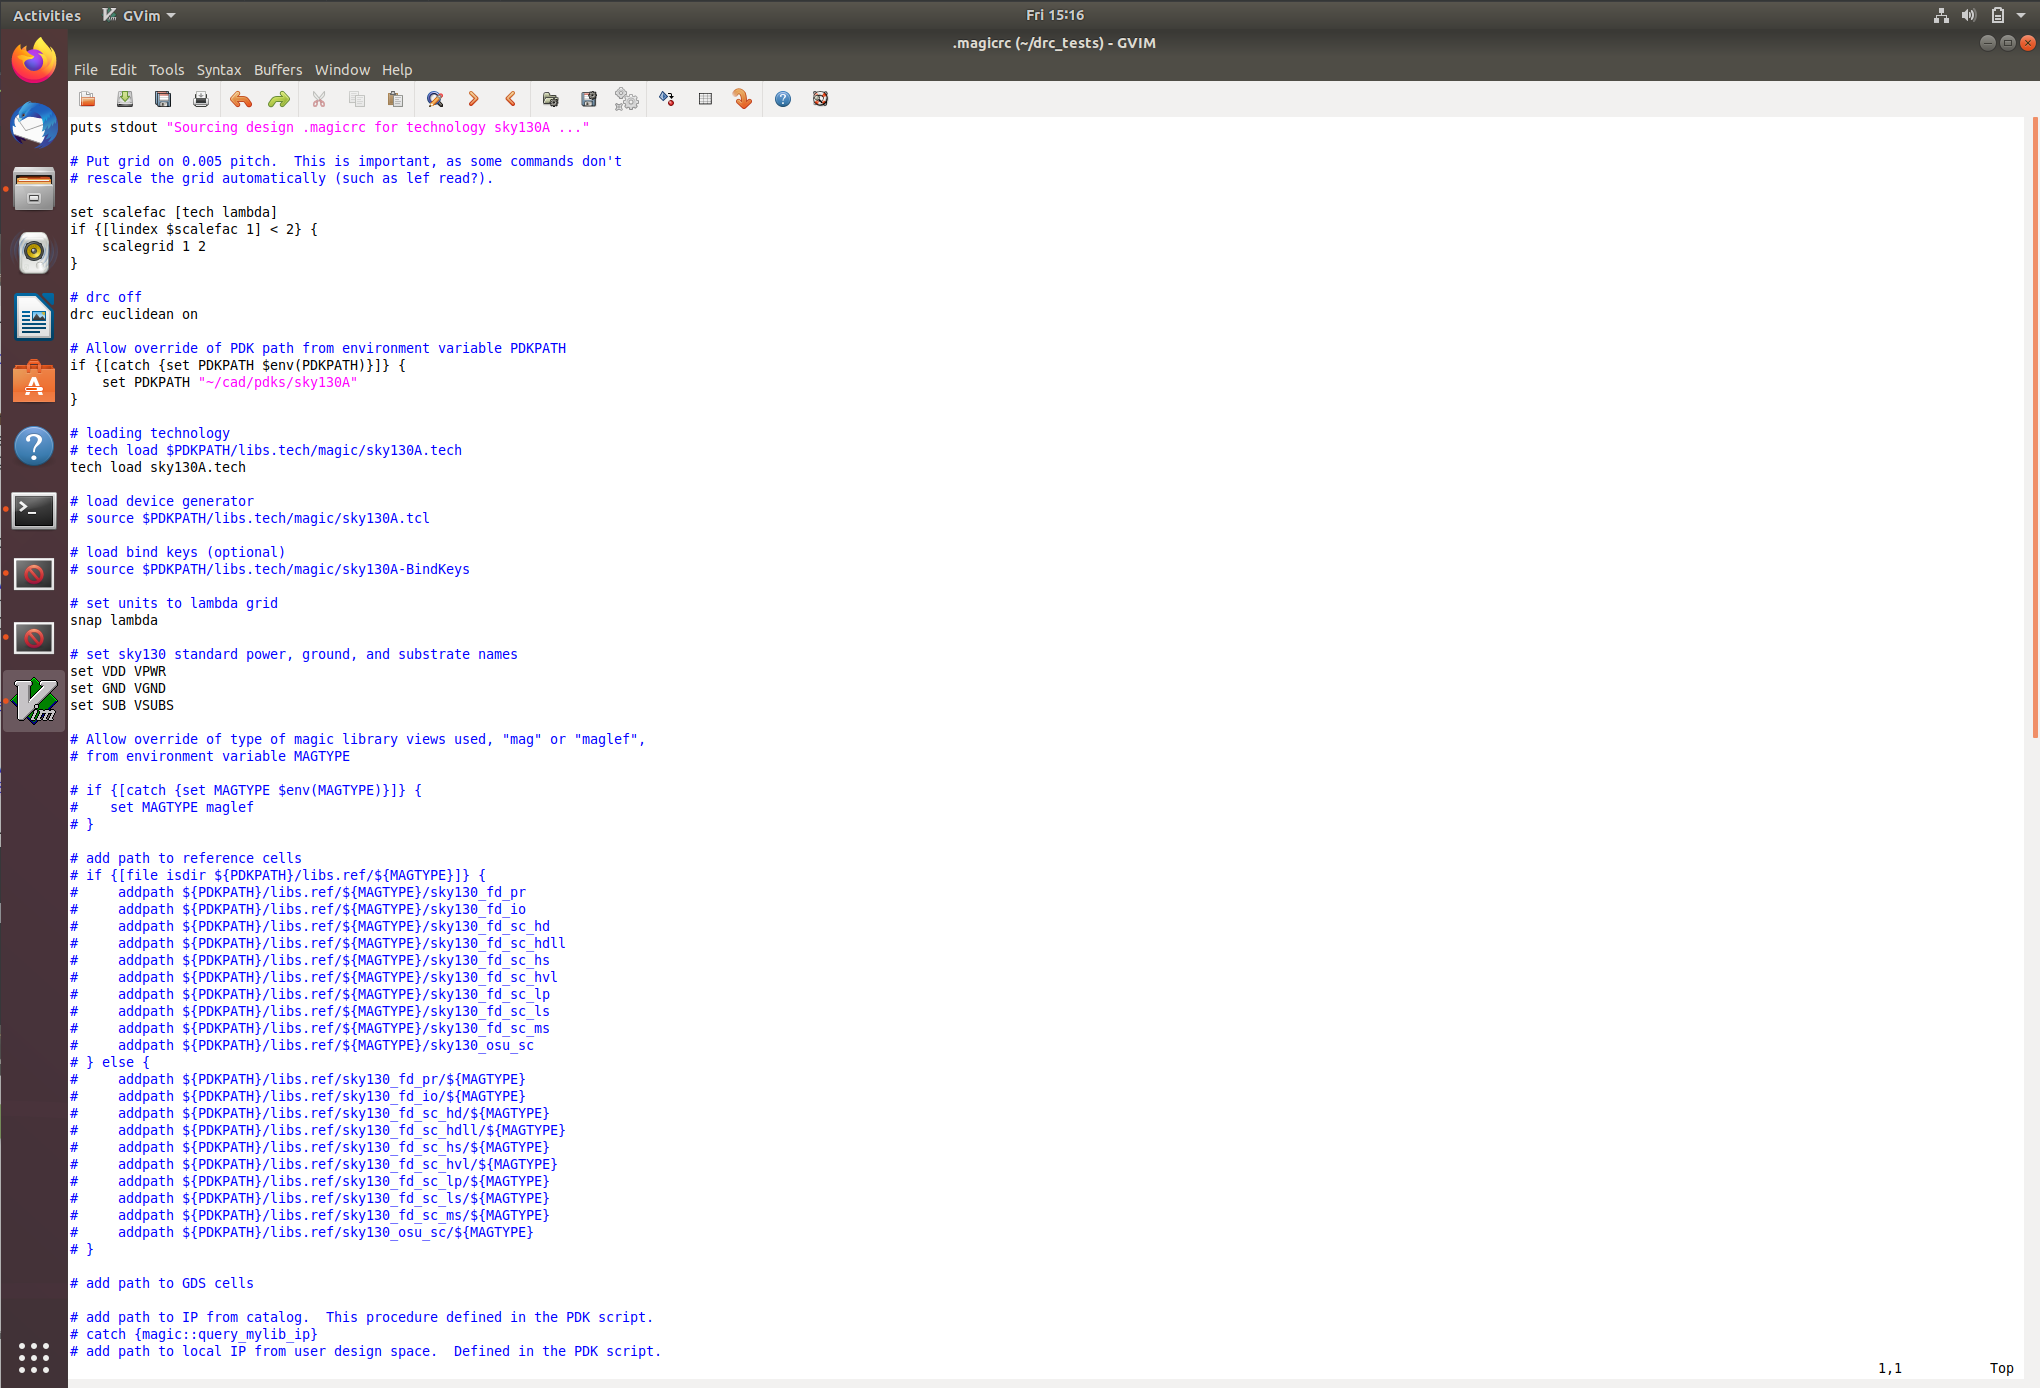 Activities GVim Fri 15:16
.magicrc (~/drc_tests) - GVIM
File Edit Tools Syntax Buffers Window Help
puts stdout "Sourcing design .magicrc for technology sky130A ..."
# Put grid on 0.005 pitch.  This is important, as some commands don't
# rescale the grid automatically (such as lef read?).
set scalefac [tech lambda]
if {[lindex $scalefac 1] < 2} {
    scalegrid 1 2
}
# drc off
drc euclidean on
# Allow override of PDK path from environment variable PDKPATH
if {[catch {set PDKPATH $env(PDKPATH)}]} {
    set PDKPATH "~/cad/pdks/sky130A"
}
# loading technology
# tech load $PDKPATH/libs.tech/magic/sky130A.tech
tech load sky130A.tech
# load device generator
# source $PDKPATH/libs.tech/magic/sky130A.tcl
# load bind keys (optional)
# source $PDKPATH/libs.tech/magic/sky130A-BindKeys
# set units to lambda grid
snap lambda
# set sky130 standard power, ground, and substrate names
set VDD VPWR
set GND VGND
set SUB VSUBS
# Allow override of type of magic library views used, "mag" or "maglef",
# from environment variable MAGTYPE
# if {[catch {set MAGTYPE $env(MAGTYPE)}]} {
#    set MAGTYPE maglef
# }
# add path to reference cells
# if {[file isdir ${PDKPATH}/libs.ref/${MAGTYPE}]} {
#     addpath ${PDKPATH}/libs.ref/${MAGTYPE}/sky130_fd_pr
#     addpath ${PDKPATH}/libs.ref/${MAGTYPE}/sky130_fd_io
#     addpath ${PDKPATH}/libs.ref/${MAGTYPE}/sky130_fd_sc_hd
#     addpath ${PDKPATH}/libs.ref/${MAGTYPE}/sky130_fd_sc_hdll
#     addpath ${PDKPATH}/libs.ref/${MAGTYPE}/sky130_fd_sc_hs
#     addpath ${PDKPATH}/libs.ref/${MAGTYPE}/sky130_fd_sc_hvl
#     addpath ${PDKPATH}/libs.ref/${MAGTYPE}/sky130_fd_sc_lp
#     addpath ${PDKPATH}/libs.ref/${MAGTYPE}/sky130_fd_sc_ls
#     addpath ${PDKPATH}/libs.ref/${MAGTYPE}/sky130_fd_sc_ms
#     addpath ${PDKPATH}/libs.ref/${MAGTYPE}/sky130_osu_sc
# } else {
#     addpath ${PDKPATH}/libs.ref/sky130_fd_pr/${MAGTYPE}
#     addpath ${PDKPATH}/libs.ref/sky130_fd_io/${MAGTYPE}
#     addpath ${PDKPATH}/libs.ref/sky130_fd_sc_hd/${MAGTYPE}
#     addpath ${PDKPATH}/libs.ref/sky130_fd_sc_hdll/${MAGTYPE}
#     addpath ${PDKPATH}/libs.ref/sky130_fd_sc_hs/${MAGTYPE}
#     addpath ${PDKPATH}/libs.ref/sky130_fd_sc_hvl/${MAGTYPE}
#     addpath ${PDKPATH}/libs.ref/sky130_fd_sc_lp/${MAGTYPE}
#     addpath ${PDKPATH}/libs.ref/sky130_fd_sc_ls/${MAGTYPE}
#     addpath ${PDKPATH}/libs.ref/sky130_fd_sc_ms/${MAGTYPE}
#     addpath ${PDKPATH}/libs.ref/sky130_osu_sc/${MAGTYPE}
# }
# add path to GDS cells
# add path to IP from catalog.  This procedure defined in the PDK script.
# catch {magic::query_mylib_ip}
# add path to local IP from user design space.  Defined in the PDK script.
1,1 Top